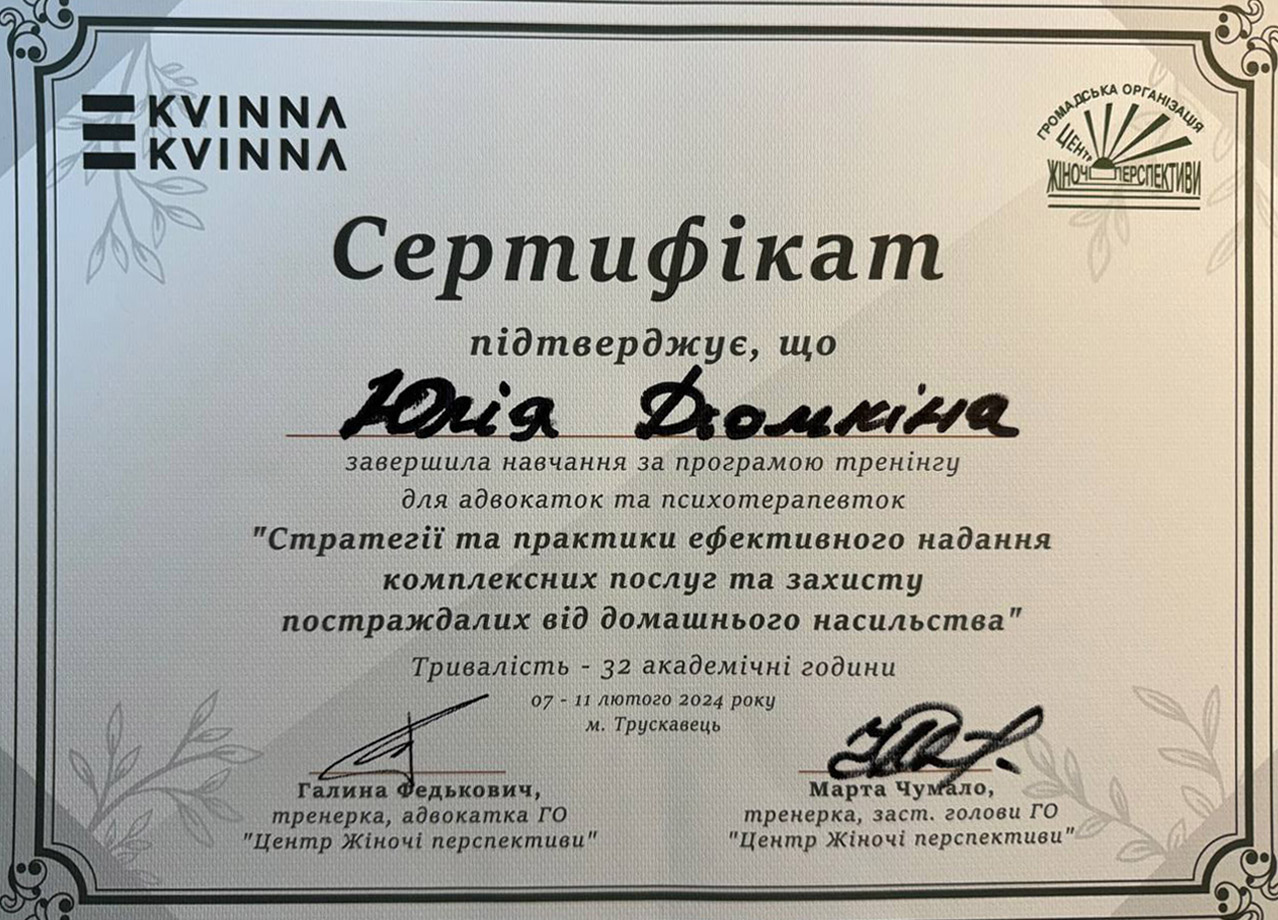 KVINNA
KVINNA
ГРОМАДСЬКА ОРГАНІЗАЦІЯ
ЦЕНТР
ЖІНОЧІ ПЕРСПЕКТИВИ
Сертифікат
підтверджує, що
Юлія Дюмкіна
завершила навчання за програмою тренінгу
для адвокаток та психотерапевток
"Стратегії та практики ефективного надання
комплексних послуг та захисту
постраждалих від домашнього насильства"
Тривалість - 32 академічні години
07 - 11 лютого 2024 року
м. Трускавець
Галина Федькович,
тренерка, адвокатка ГО
"Центр Жіночі перспективи"
Марта Чумало,
тренерка, заст. голови ГО
"Центр Жіночі перспективи"